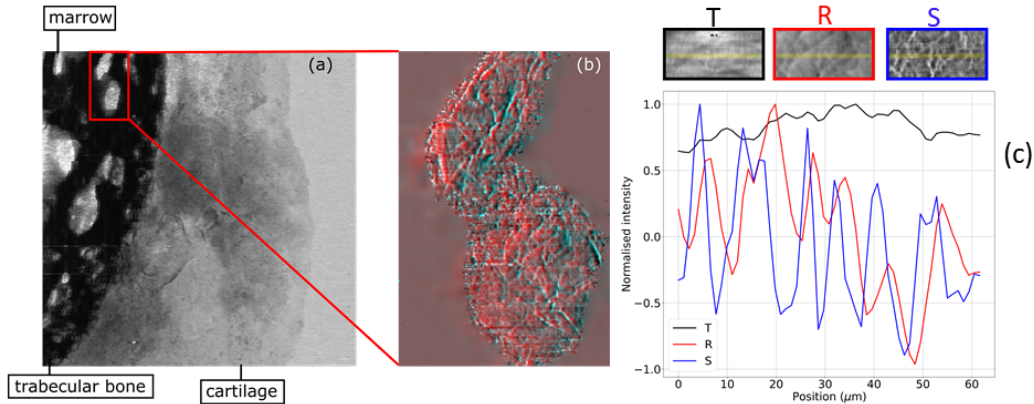 marrow
(a)
trabecular bone
cartilage
(b)
T
R
S
(c)
1.0
0.5
0.0
−0.5
−1.0
Normalised intensity
T
R
S
0
10
20
30
40
50
60
Position (μm)